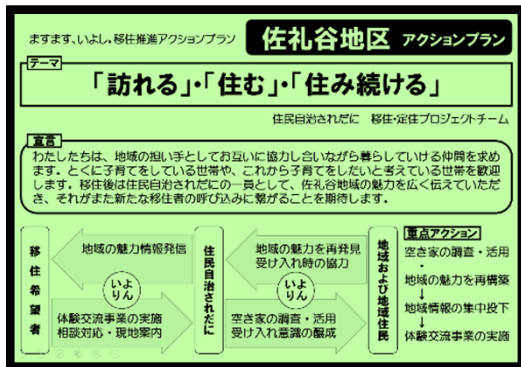 ますます、いよし。移住推進アクションプラン
佐礼谷地区 アクションプラン
テーマ
「訪れる」・「住む」・「住み続ける」
住民自治されだに 移住・定住プロジェクトチーム
宣言
わたしたちは、地域の担い手としてお互いに協力し合いながら暮らしていける仲間を求め
ます。とくに子育てをしている世帯や、これから子育てをしたいと考えている世帯を歓迎
します。移住後は住民自治されだにの一員として、佐礼谷地域の魅力を広く伝えていただ
き、それがまた新たな移住者の呼び込みに繋がることを期待します。
移住希望者
地域の魅力情報発信
いよりん
体験交流事業の実施
相談対応・現地案内
住民自治されだに
地域の魅力を再発見
受け入れ時の協力
いよりん
空き家の調査・活用
受け入れ意識の醸成
地域および地域住民
重点アクション
空き家の調査・活用
・
地域の魅力を再構築
↓
地域情報の集中投下
↓
体験交流事業の実施